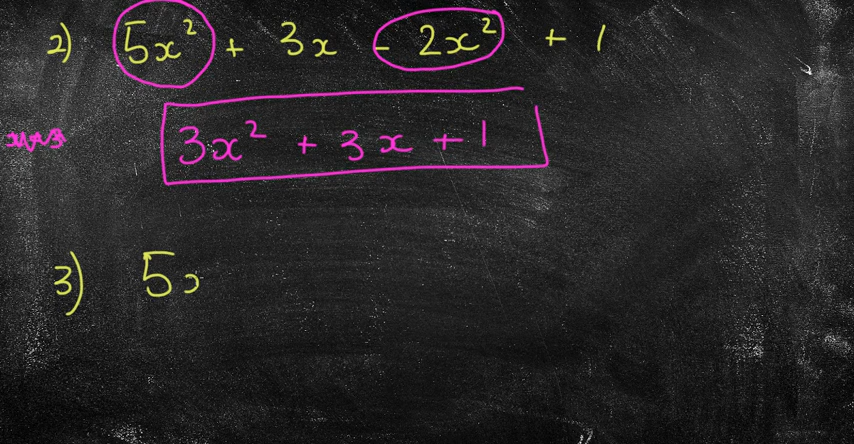 2) 5x² + 3x - 2x² + 1
3x² + 3x + 1
3) 5